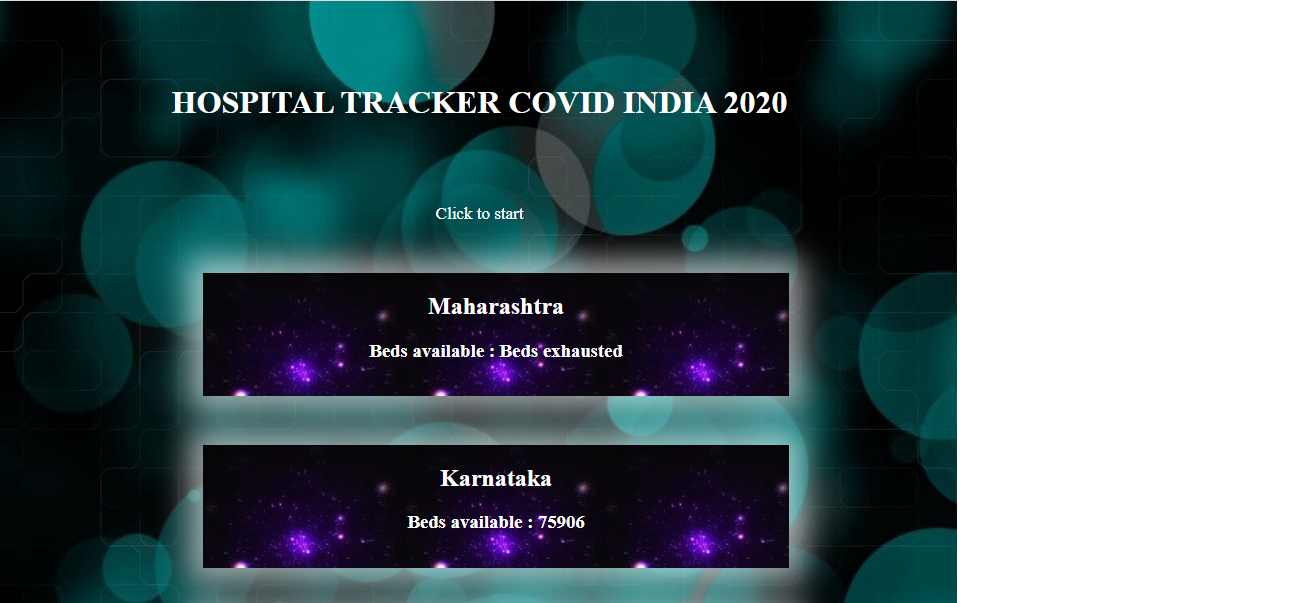 HOSPITAL TRACKER COVID INDIA 2020
Click to start
Maharashtra
Beds available : Beds exhausted
Karnataka
Beds available : 75906